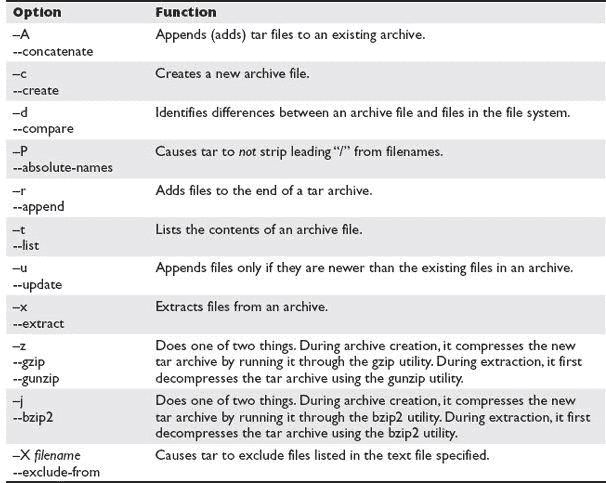 Option Function
–A Appends (adds) tar files to an existing archive.
--concatenate
–c Creates a new archive file.
--create
–d Identifies differences between an archive file and files in the file system.
--compare
–P Causes tar to not strip leading “/” from filenames.
--absolute-names
–r Adds files to the end of a tar archive.
--append
–t Lists the contents of an archive file.
--list
–u Appends files only if they are newer than the existing files in an archive.
--update
–x Extracts files from an archive.
--extract
–z Does one of two things. During archive creation, it compresses the new
--gzip tar archive by running it through the gzip utility. During extraction, it first
--gunzip decompresses the tar archive using the gunzip utility.
–j Does one of two things. During archive creation, it compresses the new
--bzip2 tar archive by running it through the bzip2 utility. During extraction, it first
decompresses the tar archive using the bzip2 utility.
–X filename Causes tar to exclude files listed in the text file specified.
--exclude-from